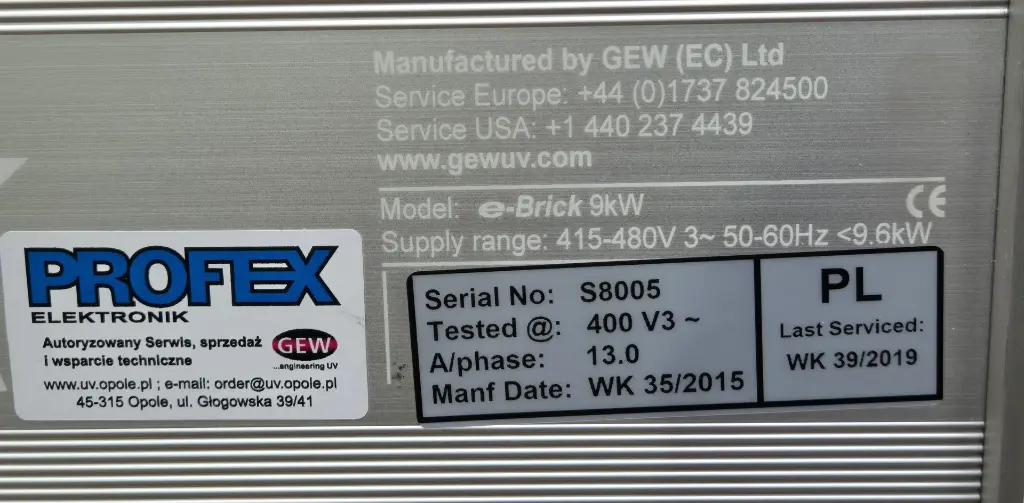 Manufactured by GEW (EC) Ltd
Service Europe: +44 (0)1737 824500
Service USA: +1 440 237 4439
www.gewuv.com
Model: e-Brick 9kW
CE
Supply range: 415-480V 3~ 50-60Hz <9.6kW
PROFEX
ELEKTRONIK
Autoryzowany Serwis, sprzedaż
i wsparcie techniczne
GEW
...engineering UV
www.uv.opole.pl ; e-mail: order@uv.opole.pl
45-315 Opole, ul. Głogowska 39/41
Serial No: S8005
Tested @: 400 V3 ~
A/phase: 13.0
Manf Date: WK 35/2015
PL
Last Serviced:
WK 39/2019